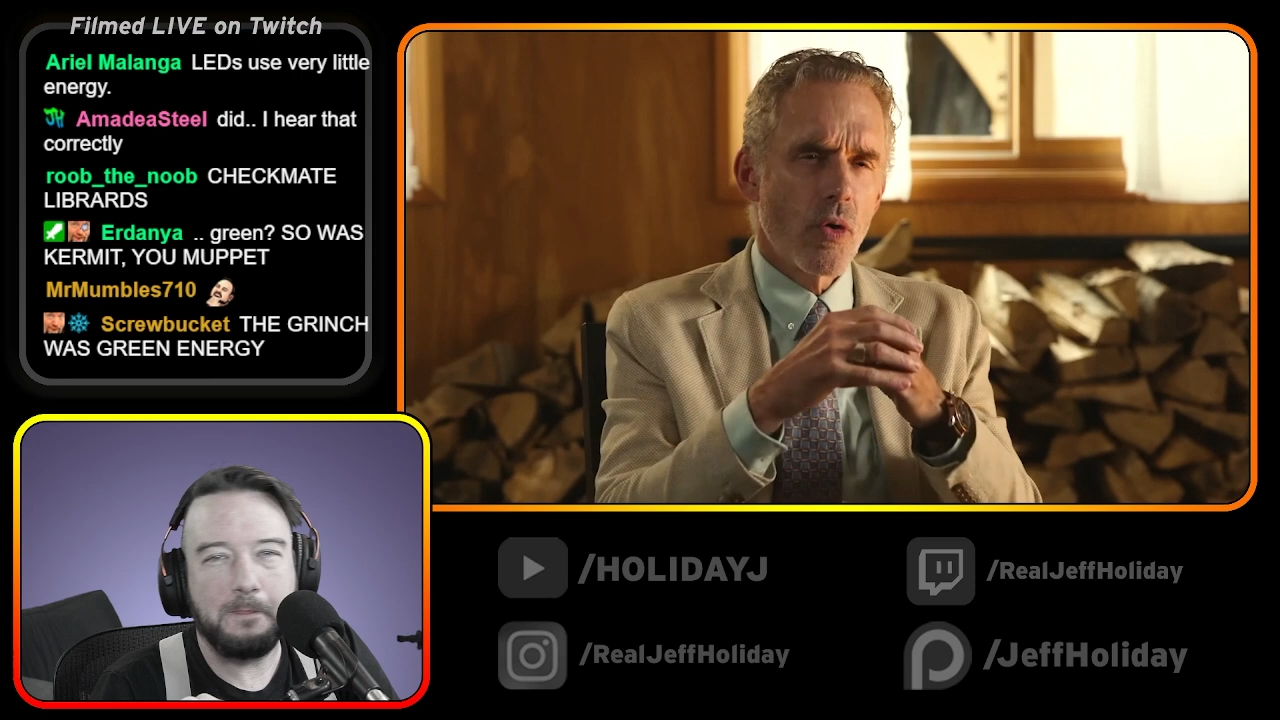 Filmed LIVE on Twitch
Ariel Malanga LEDs use very little
energy.
AmadeaSteel did.. I hear that
correctly
roob_the_noob CHECKMATE
LIBRARDS
Erdanya .. green? SO WAS
KERMIT, YOU MUPPET
MrMumbles710
Screwbucket THE GRINCH
WAS GREEN ENERGY
/HOLIDAYJ
/RealJeffHoliday
/RealJeffHoliday
/JeffHoliday